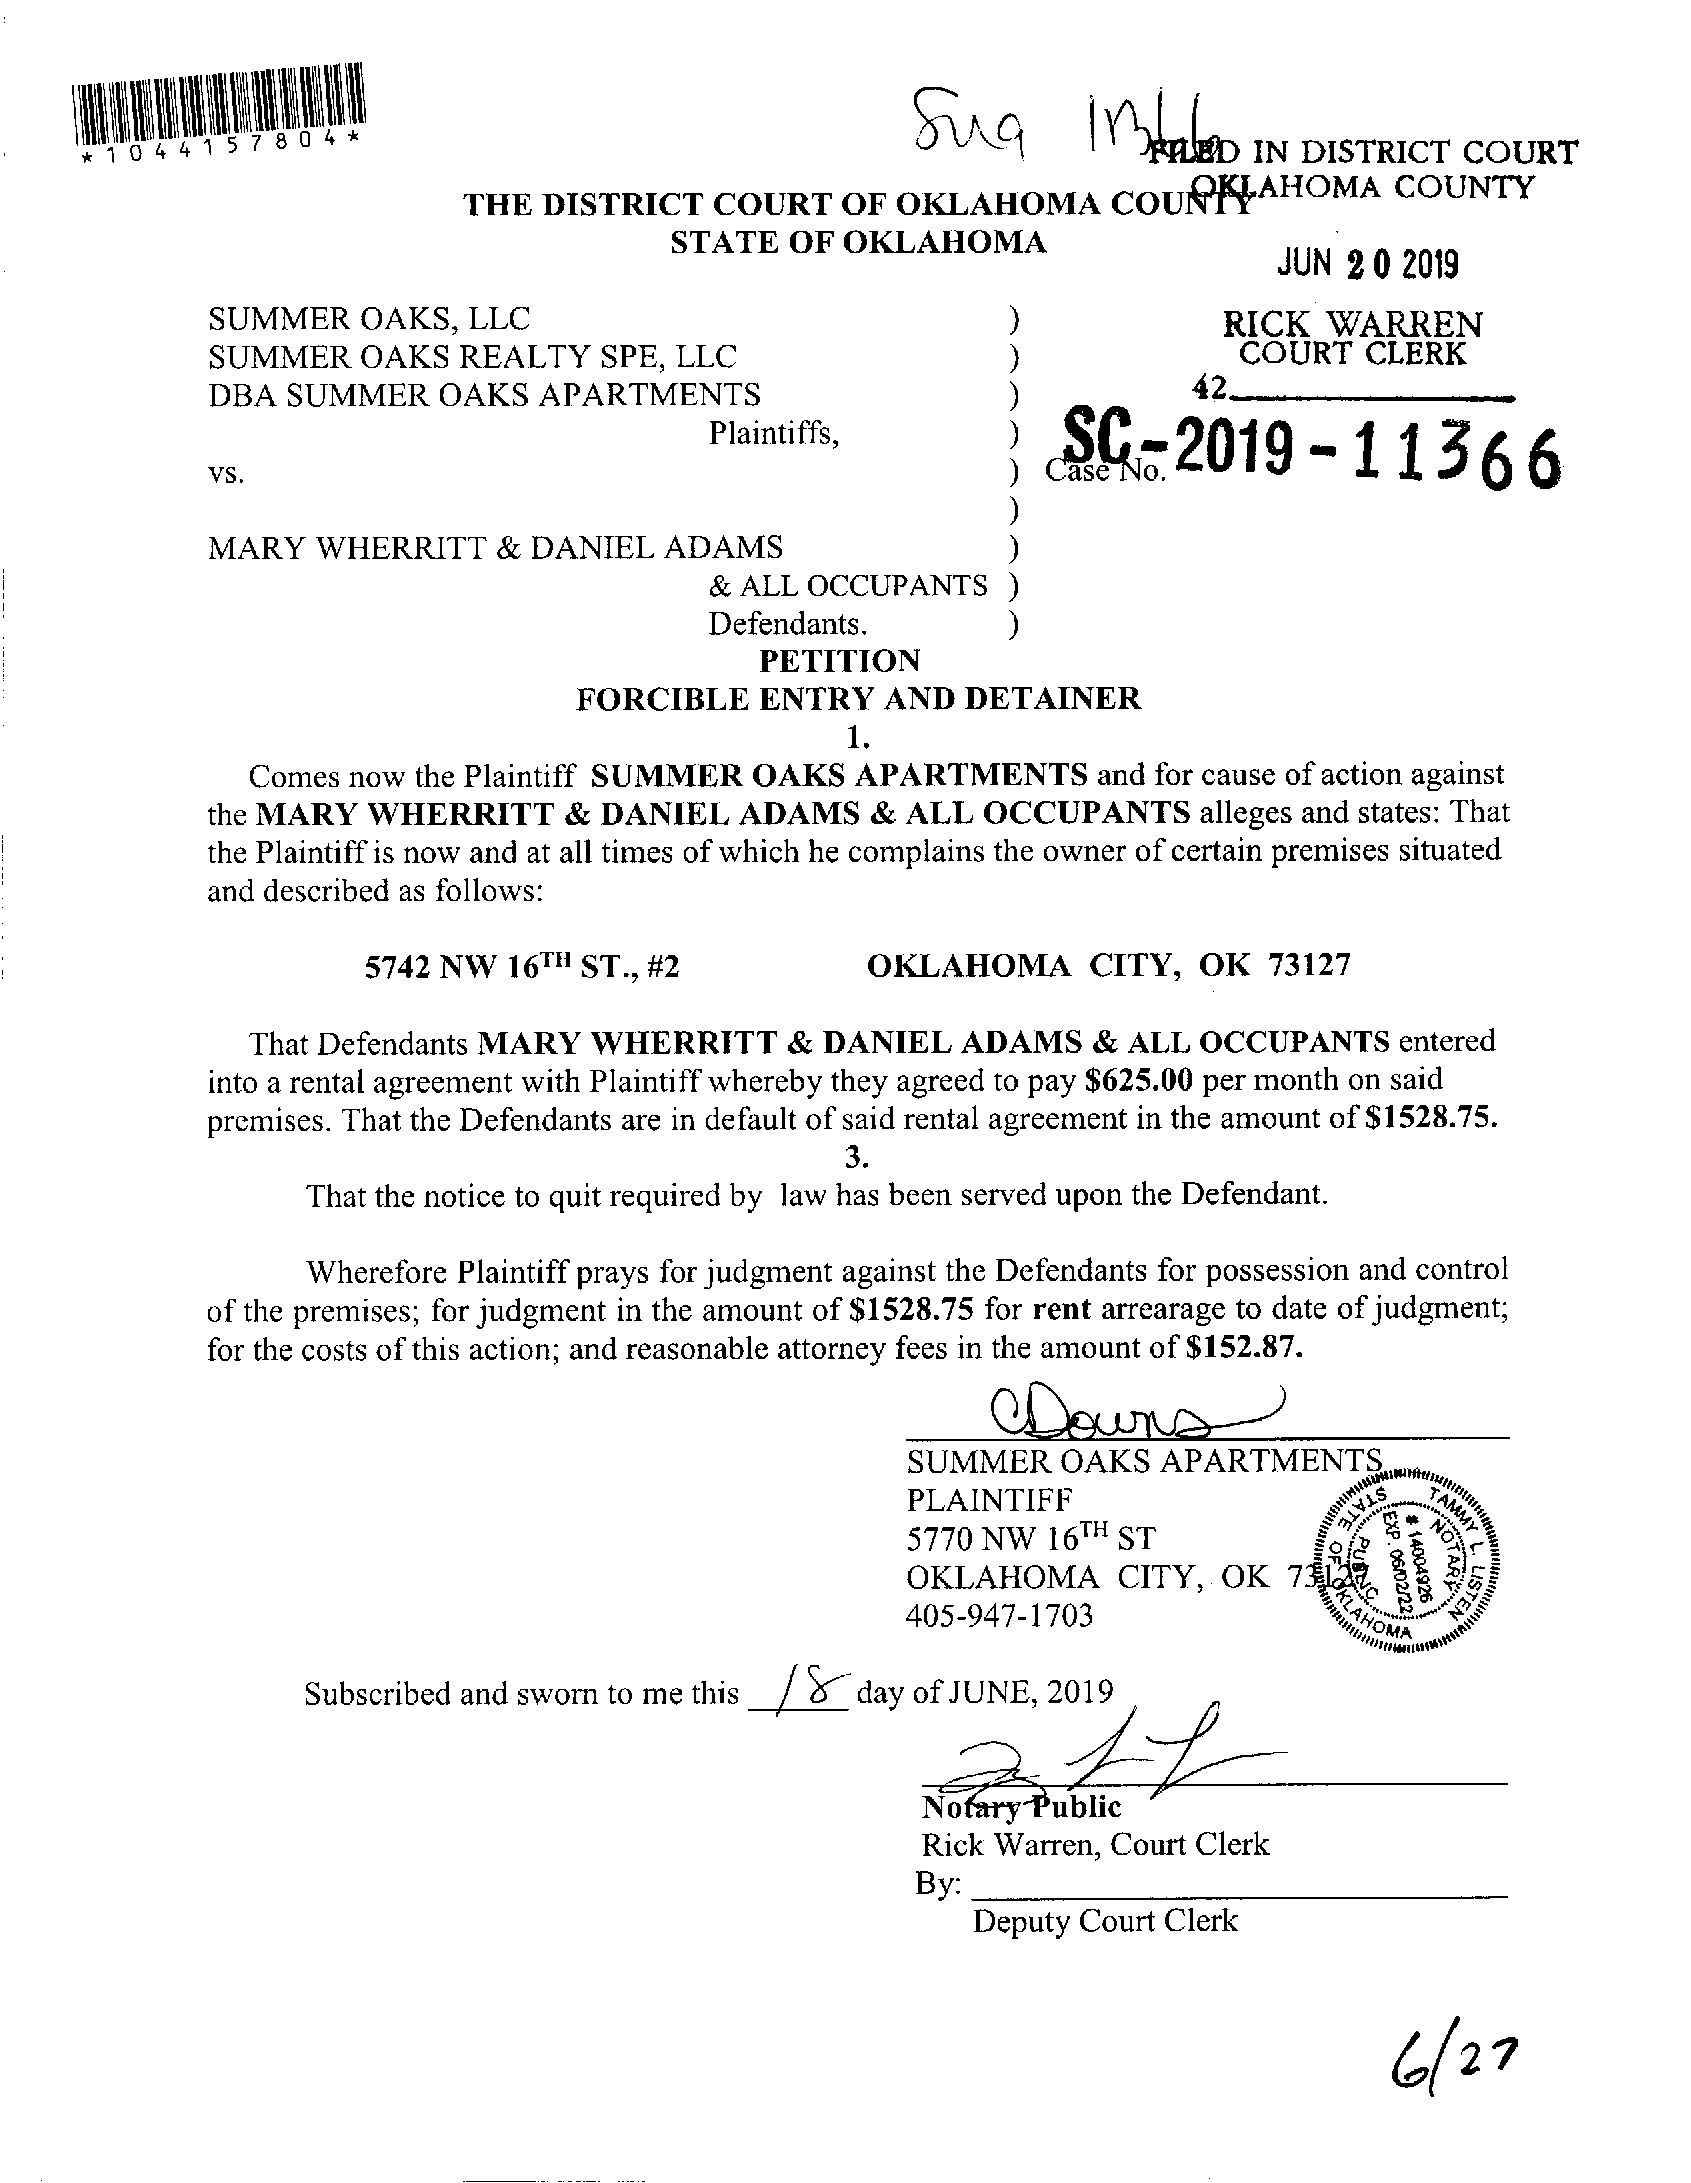 *1044157804*
FILED IN DISTRICT COURT
OKLAHOMA COUNTY
THE DISTRICT COURT OF OKLAHOMA COUNTY
STATE OF OKLAHOMA
JUN 20 2019
SUMMER OAKS, LLC )
RICK WARREN
SUMMER OAKS REALTY SPE, LLC )
COURT CLERK
DBA SUMMER OAKS APARTMENTS )
42
Plaintiffs, )
vs. ) Case No. SC-2019-11366
)
MARY WHERRITT & DANIEL ADAMS )
& ALL OCCUPANTS )
Defendants. )
PETITION
FORCIBLE ENTRY AND DETAINER
1.
Comes now the Plaintiff SUMMER OAKS APARTMENTS and for cause of action against
the MARY WHERRITT & DANIEL ADAMS & ALL OCCUPANTS alleges and states: That
the Plaintiff is now and at all times of which he complains the owner of certain premises situated
and described as follows:
5742 NW 16TH ST., #2 OKLAHOMA CITY, OK 73127
That Defendants MARY WHERRITT & DANIEL ADAMS & ALL OCCUPANTS entered
into a rental agreement with Plaintiff whereby they agreed to pay $625.00 per month on said
premises. That the Defendants are in default of said rental agreement in the amount of $1528.75.
3.
That the notice to quit required by law has been served upon the Defendant.
Wherefore Plaintiff prays for judgment against the Defendants for possession and control
of the premises; for judgment in the amount of $1528.75 for rent arrearage to date of judgment;
for the costs of this action; and reasonable attorney fees in the amount of $152.87.
CDowns
SUMMER OAKS APARTMENTS
PLAINTIFF
5770 NW 16TH ST
OKLAHOMA CITY, OK 73127
405-947-1703
TAMMY L. LISTEN
STATE OF OKLAHOMA
NOTARY PUBLIC
# 14004926
EXP. 06/02/22
Subscribed and sworn to me this 18 day of JUNE, 2019
Notary Public
Rick Warren, Court Clerk
By:
Deputy Court Clerk
6/27